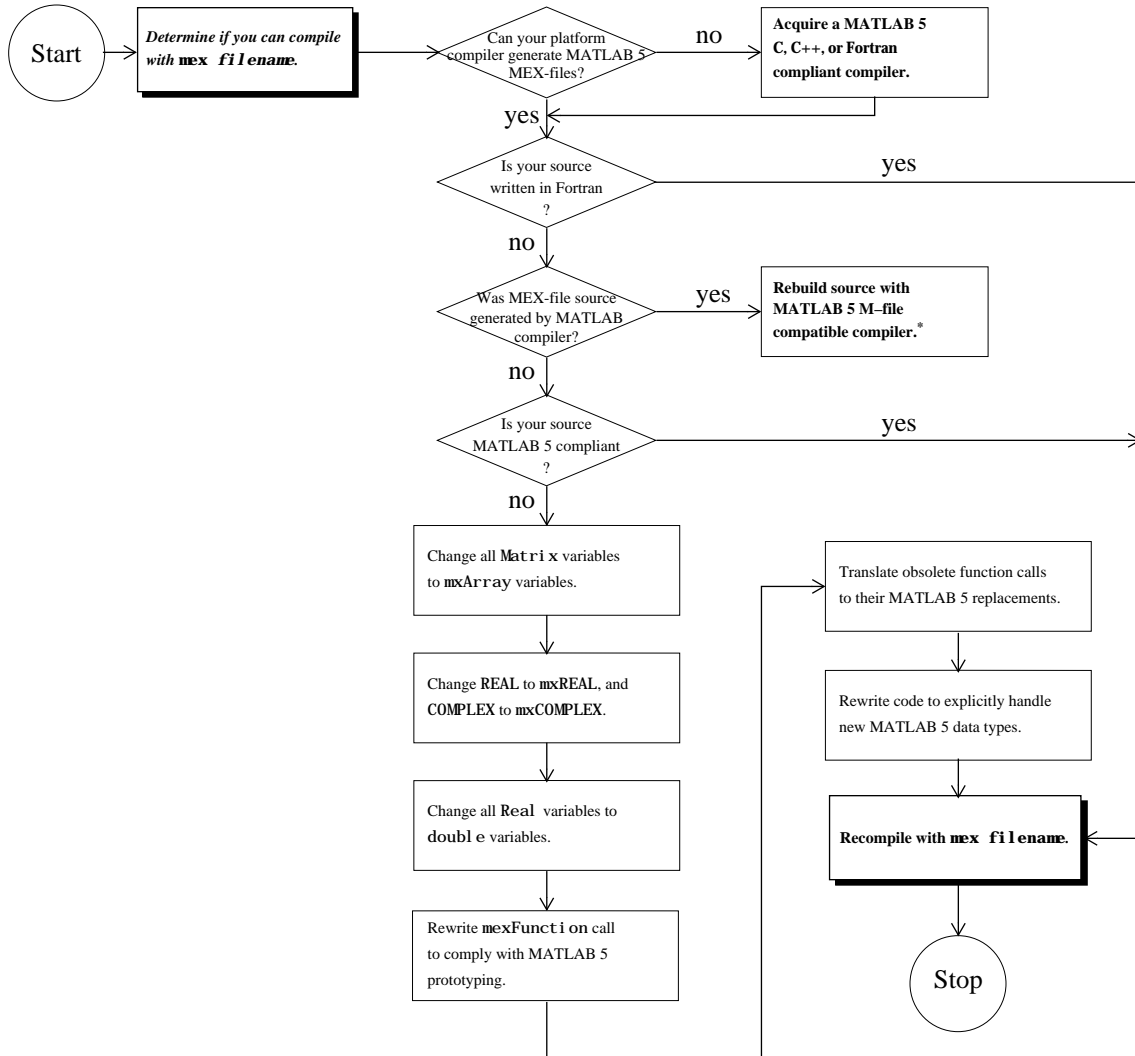 Start
Determine if you can compile
with mex filename.
Can your platform
compiler generate MATLAB 5
MEX-files?
no
Acquire a MATLAB 5
C, C++, or Fortran
compliant compiler.
yes
Is your source
written in Fortran
?
yes
no
Was MEX-file source
generated by MATLAB
compiler?
yes
Rebuild source with
MATLAB 5 M–file
compatible compiler.*
no
Is your source
MATLAB 5 compliant
?
yes
no
Change all Matrix variables
to mxArray variables.
Change REAL to mxREAL, and
COMPLEX to mxCOMPLEX.
Change all Real variables to
double variables.
Rewrite mexFunction call
to comply with MATLAB 5
prototyping.
Translate obsolete function calls
to their MATLAB 5 replacements.
Rewrite code to explicitly handle
new MATLAB 5 data types.
Recompile with mex filename.
Stop